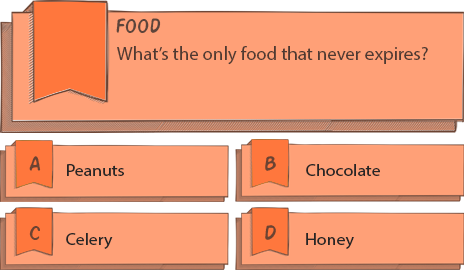 FOOD
What's the only food that never expires?
A Peanuts
B Chocolate
C Celery
D Honey